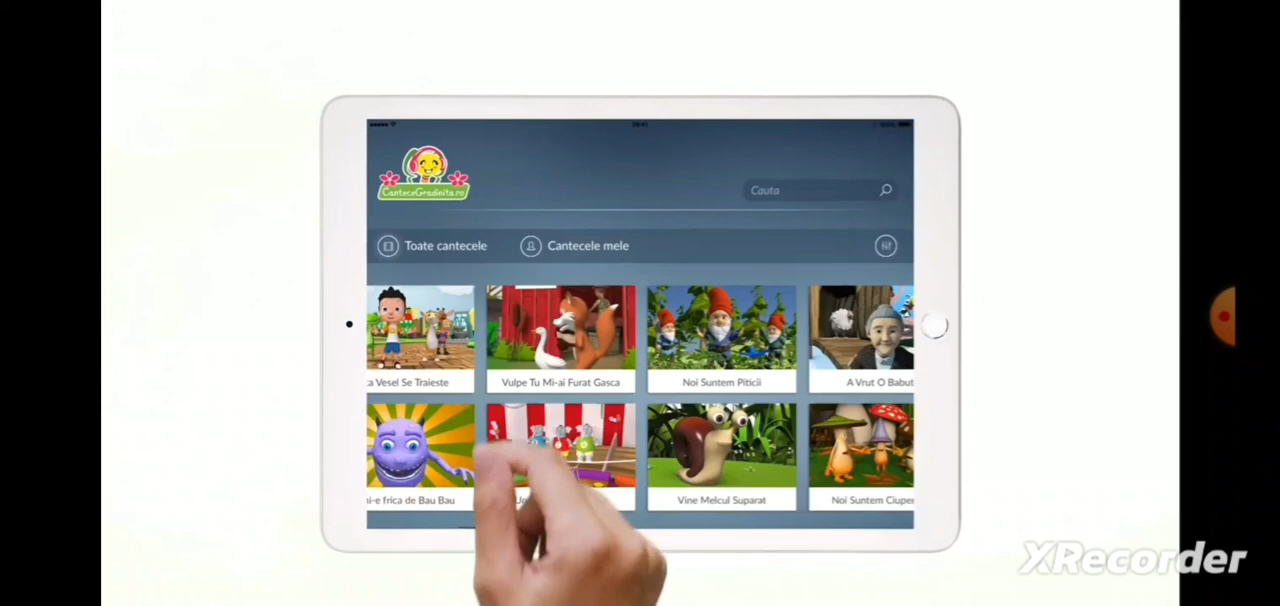 CanteceGradinita.ro
Cauta
Toate cantecele
Cantecele mele
ca Vesel Se Traieste
Vulpe Tu Mi-ai Furat Gasca
Noi Suntem Piticii
A Vrut O Babut
frica de Bau Bau
Vine Melcul Suparat
Noi Suntem Ciuper
XRecorder